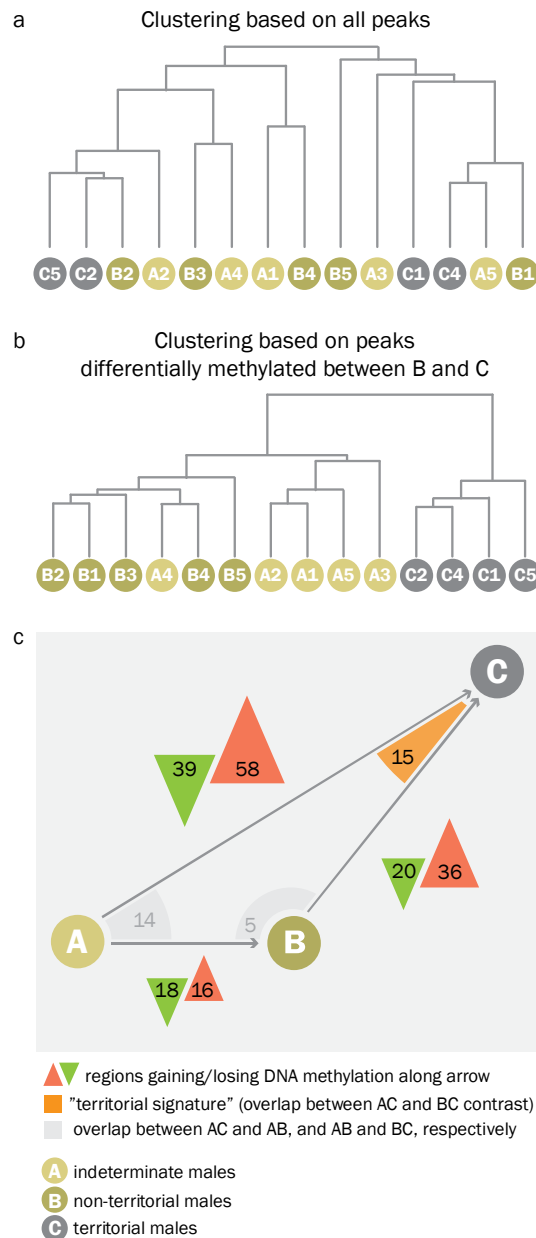 a
Clustering based on all peaks
C5 C2 B2 A2 B3 A4 A1 B4 B5 A3 C1 C4 A5 B1
b
Clustering based on peaks
differentially methylated between B and C
B2 B1 B3 A4 B4 B5 A2 A1 A5 A3 C2 C4 C1 C5
c
C
39 58
15
20 36
14
5
A
B
18 16
regions gaining/losing DNA methylation along arrow
"territorial signature" (overlap between AC and BC contrast)
overlap between AC and AB, and AB and BC, respectively
A indeterminate males
B non-territorial males
C territorial males